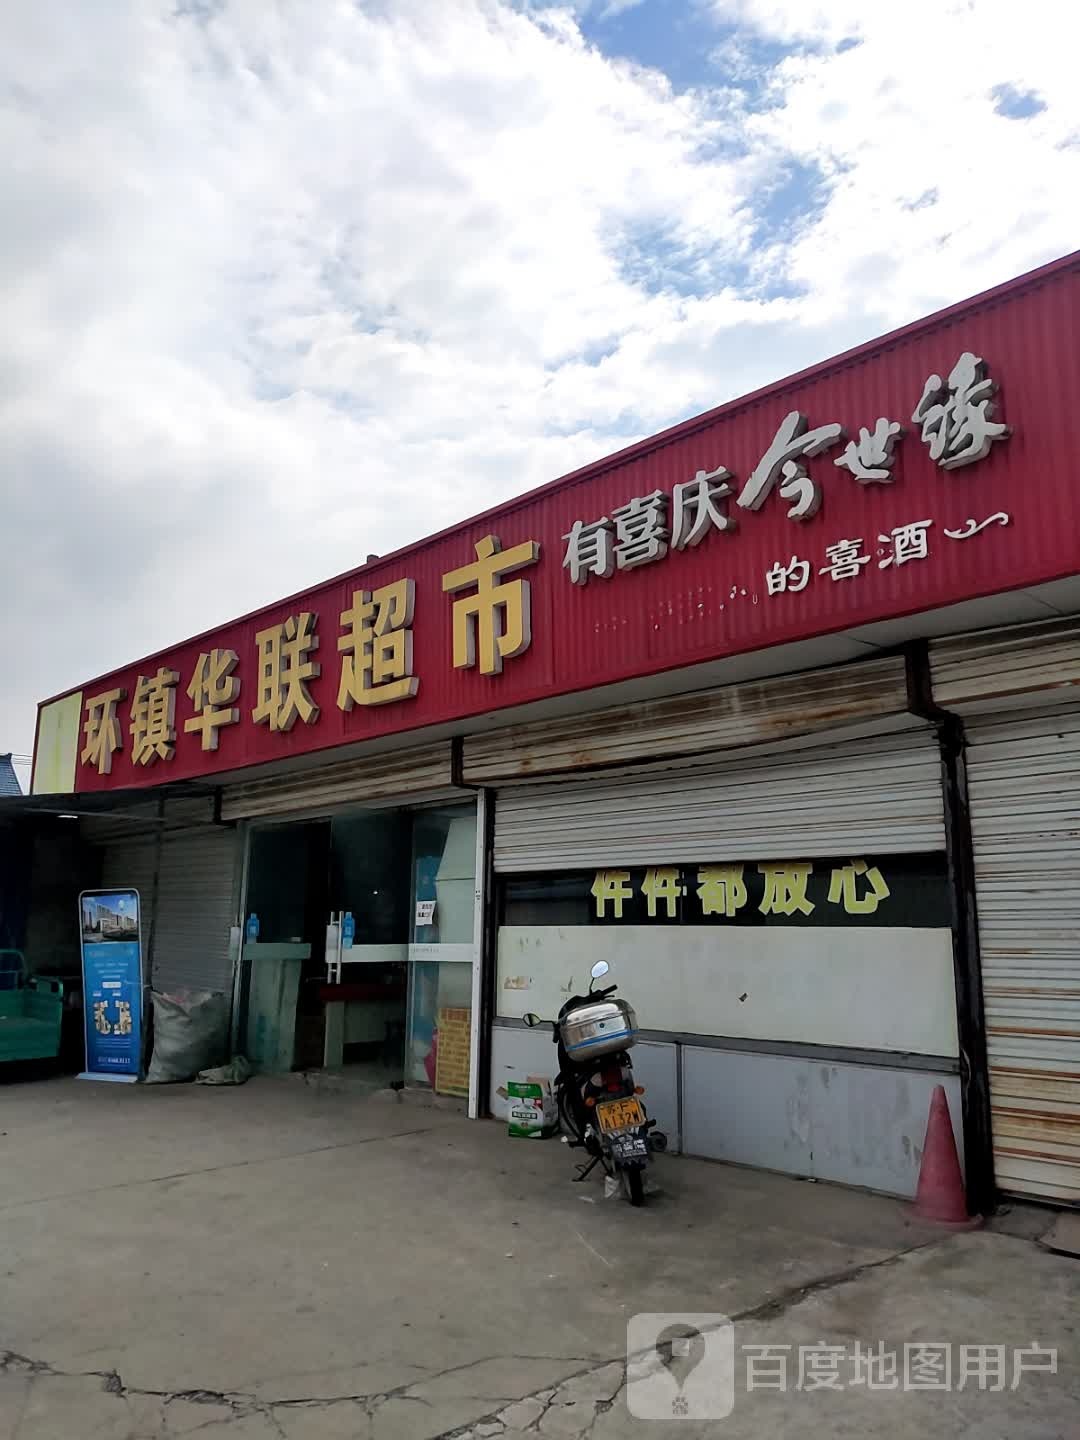 环镇华联超市
有喜庆今世缘
的喜酒
件件都放心
A132W
百度地图用户